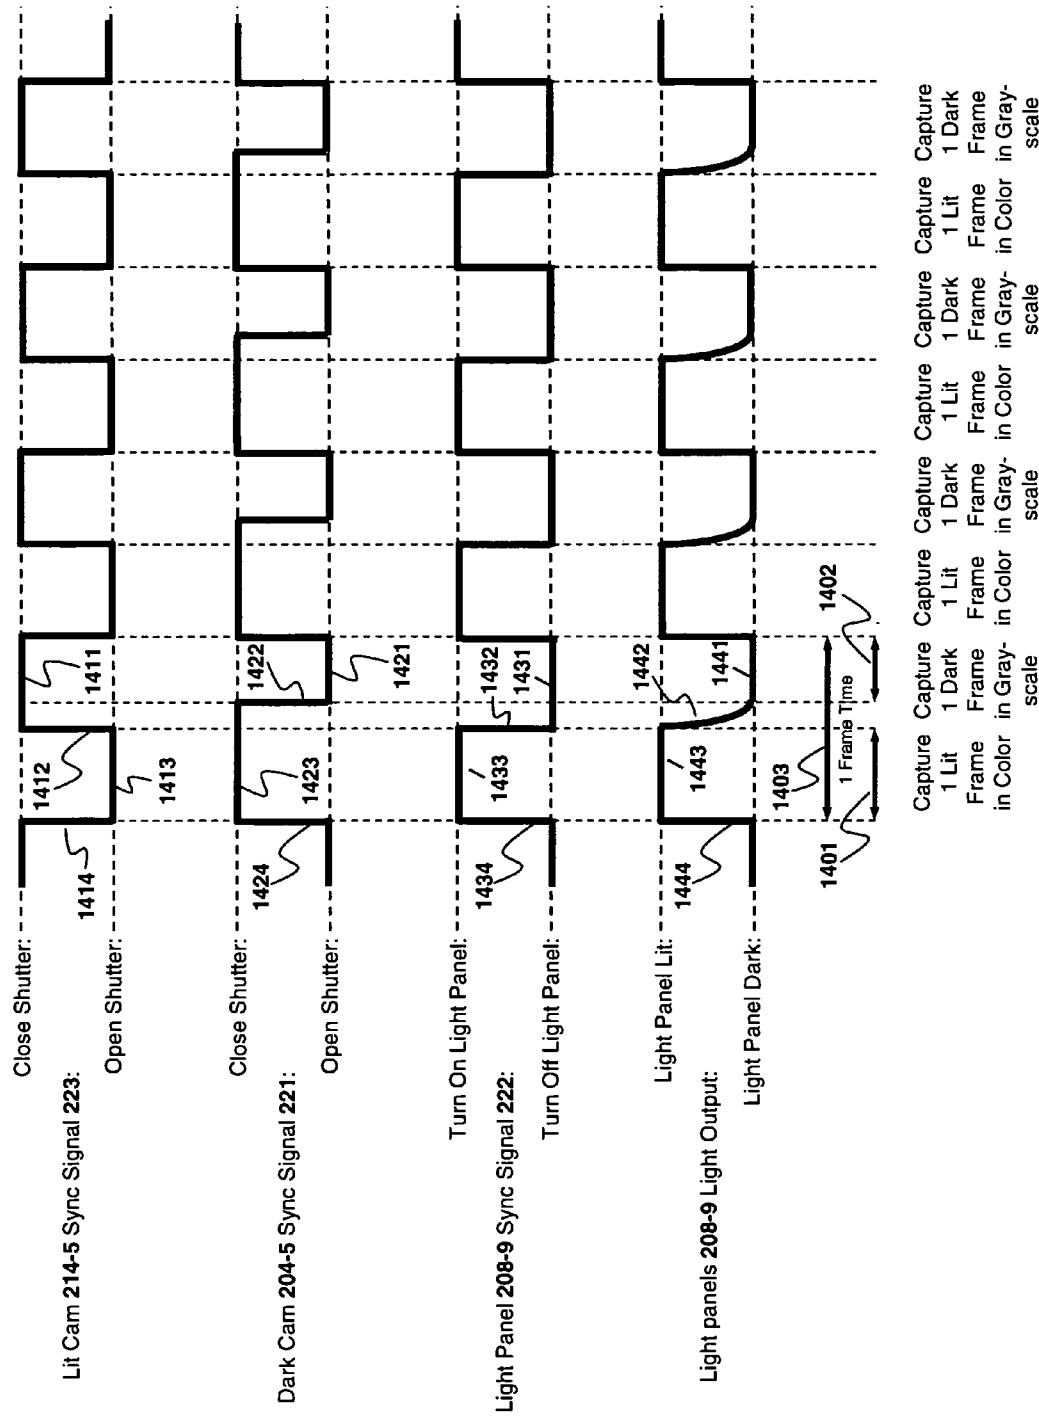 Lit Cam 214-5 Sync Signal 223:
Close Shutter:
Open Shutter:
1414
1412
1413
1411
Dark Cam 204-5 Sync Signal 221:
Close Shutter:
Open Shutter:
1424
1423
1422
1421
Light Panel 208-9 Sync Signal 222:
Turn On Light Panel:
Turn Off Light Panel:
1434
1433
1432
1431
Light panels 208-9 Light Output:
Light Panel Lit:
Light Panel Dark:
1444
1443
1442
1441
1403
1 Frame Time
1401
1402
Capture
1 Lit
Frame
in Color
Capture
1 Dark
Frame
in Gray-
scale
Capture
1 Lit
Frame
in Color
Capture
1 Dark
Frame
in Gray-
scale
Capture
1 Lit
Frame
in Color
Capture
1 Dark
Frame
in Gray-
scale
Capture
1 Lit
Frame
in Color
Capture
1 Dark
Frame
in Gray-
scale